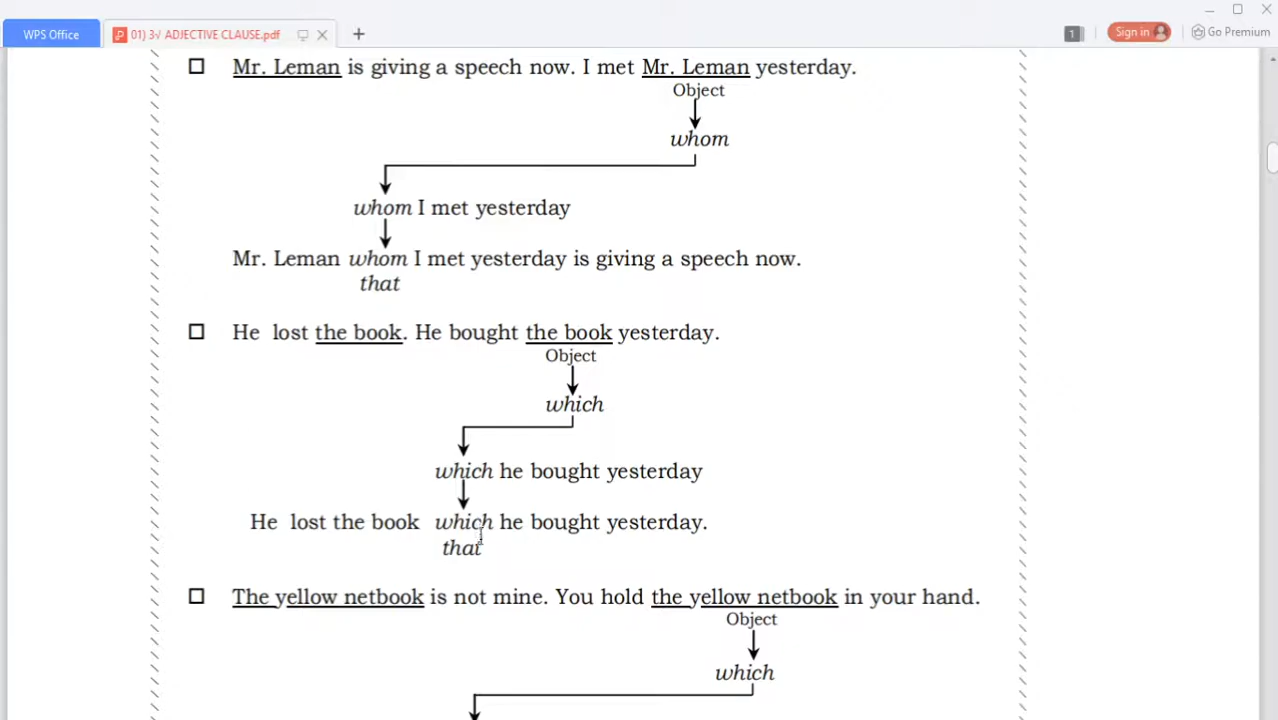 WPS Office
01) 3√ ADJECTIVE CLAUSE.pdf
1
Sign in
Go Premium
Mr. Leman is giving a speech now. I met Mr. Leman yesterday.
Object
whom
whom I met yesterday
Mr. Leman whom I met yesterday is giving a speech now.
that
He lost the book. He bought the book yesterday.
Object
which
which he bought yesterday
He lost the book which he bought yesterday.
that
The yellow netbook is not mine. You hold the yellow netbook in your hand.
Object
which